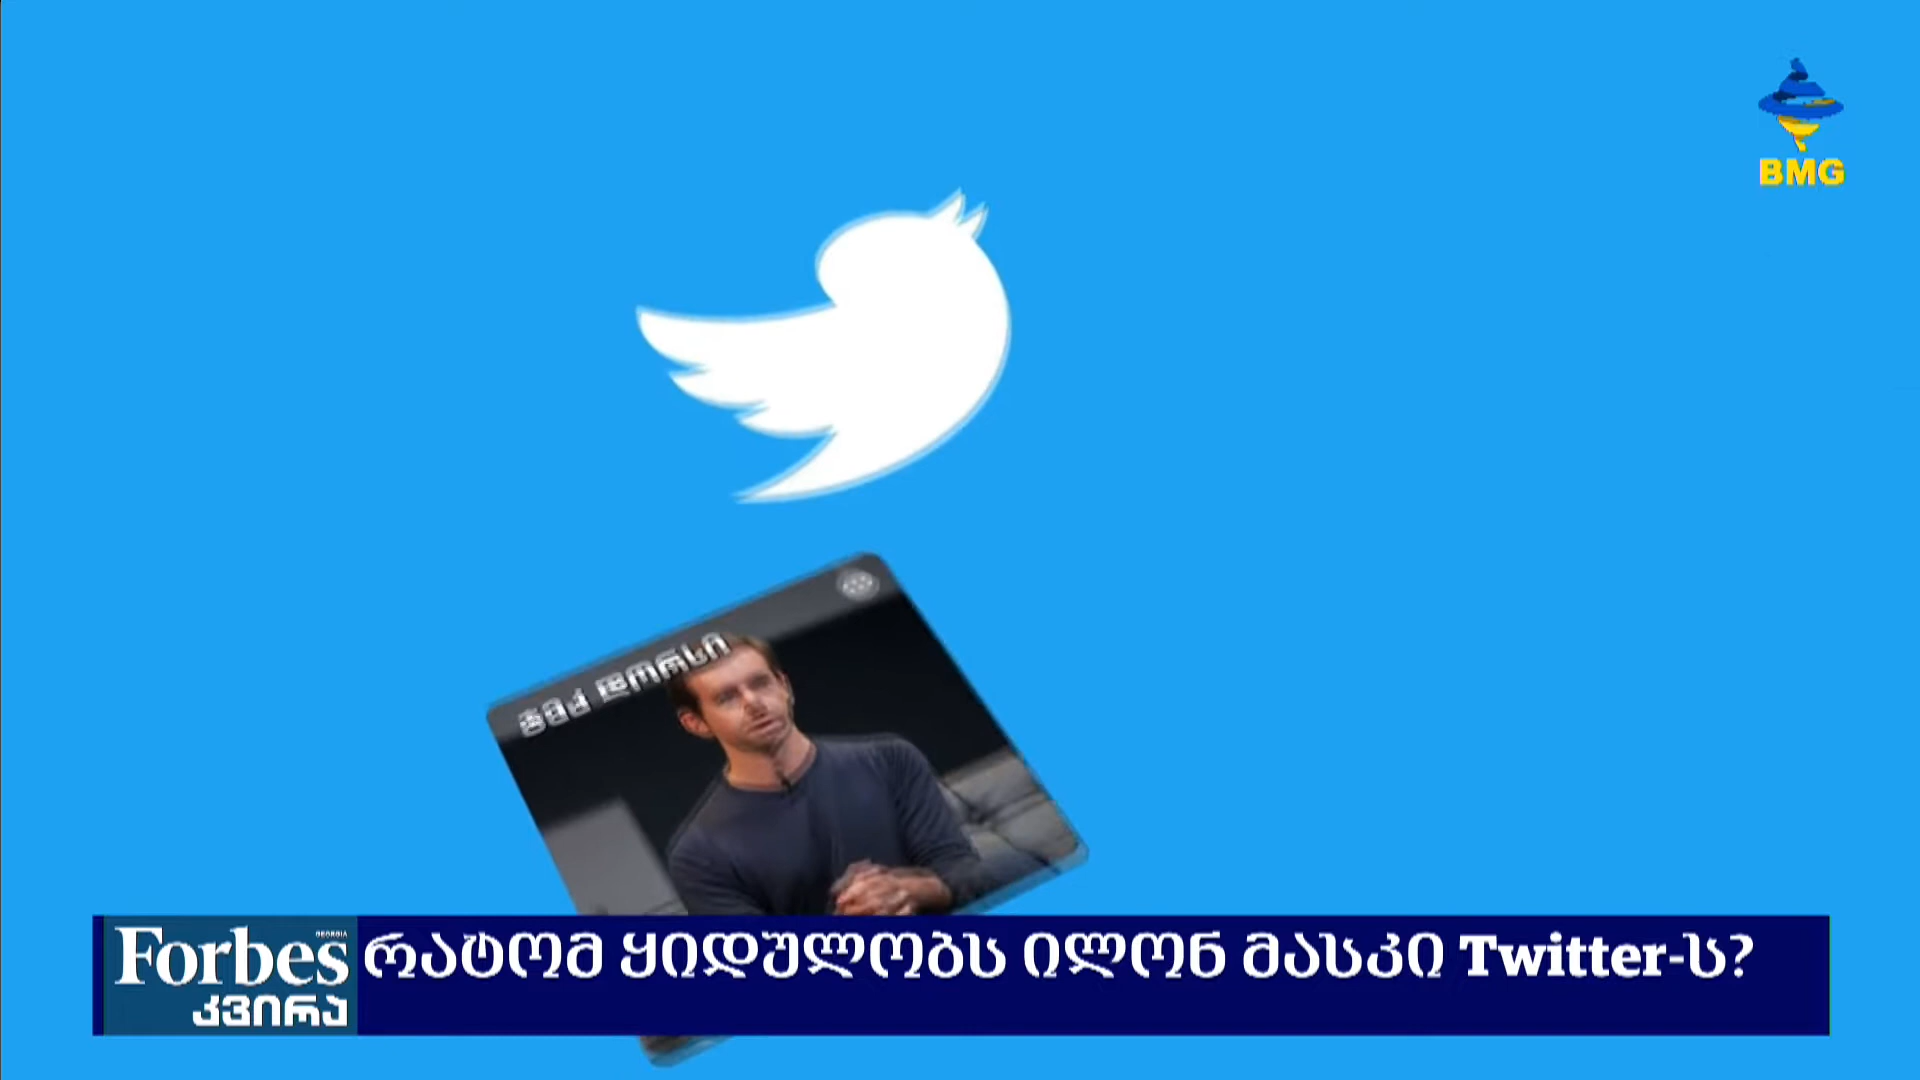 BMG
ჯეკ დორსი
Forbes
GEORGIA
კვირა
რატომ ყიდულობს ილონ მასკი Twitter-ს?